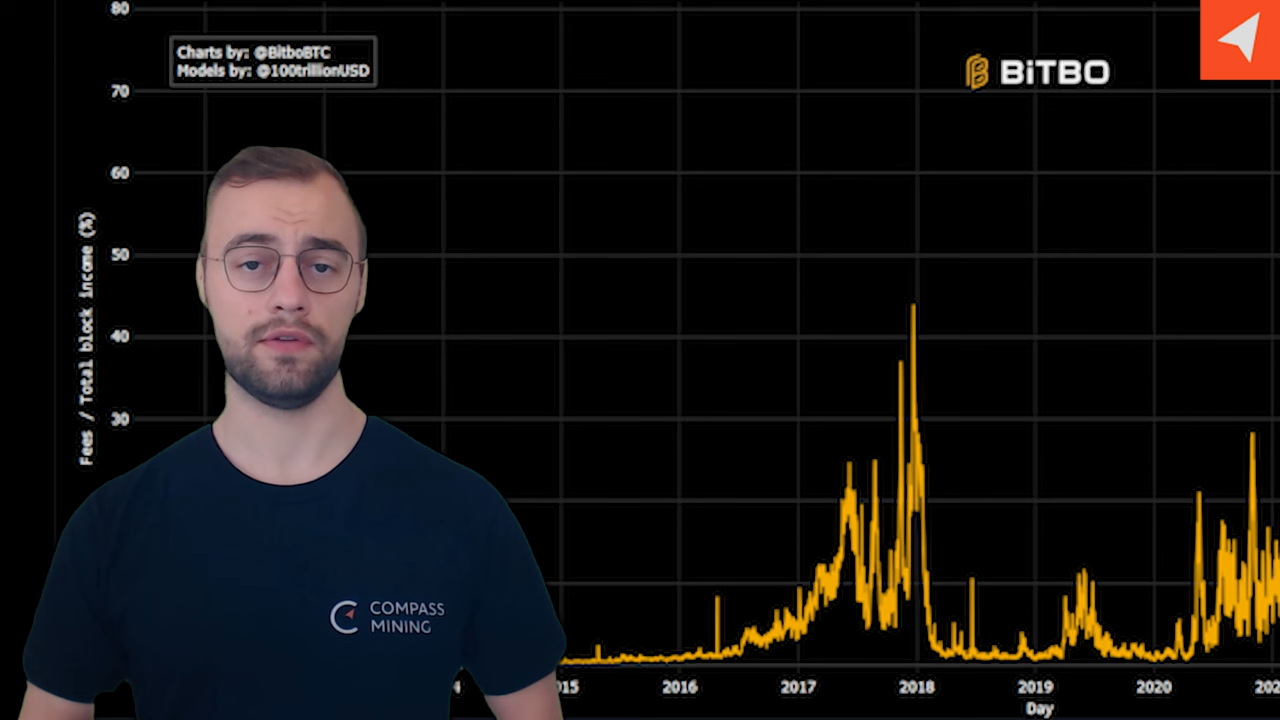 80
Charts by: @BitboBTC
Models by: @100trillionUSD
BiTBO
70
60
50
40
30
Fees / Total block income (%)
COMPASS
MINING
2016
2017
2018
2019
2020
Day